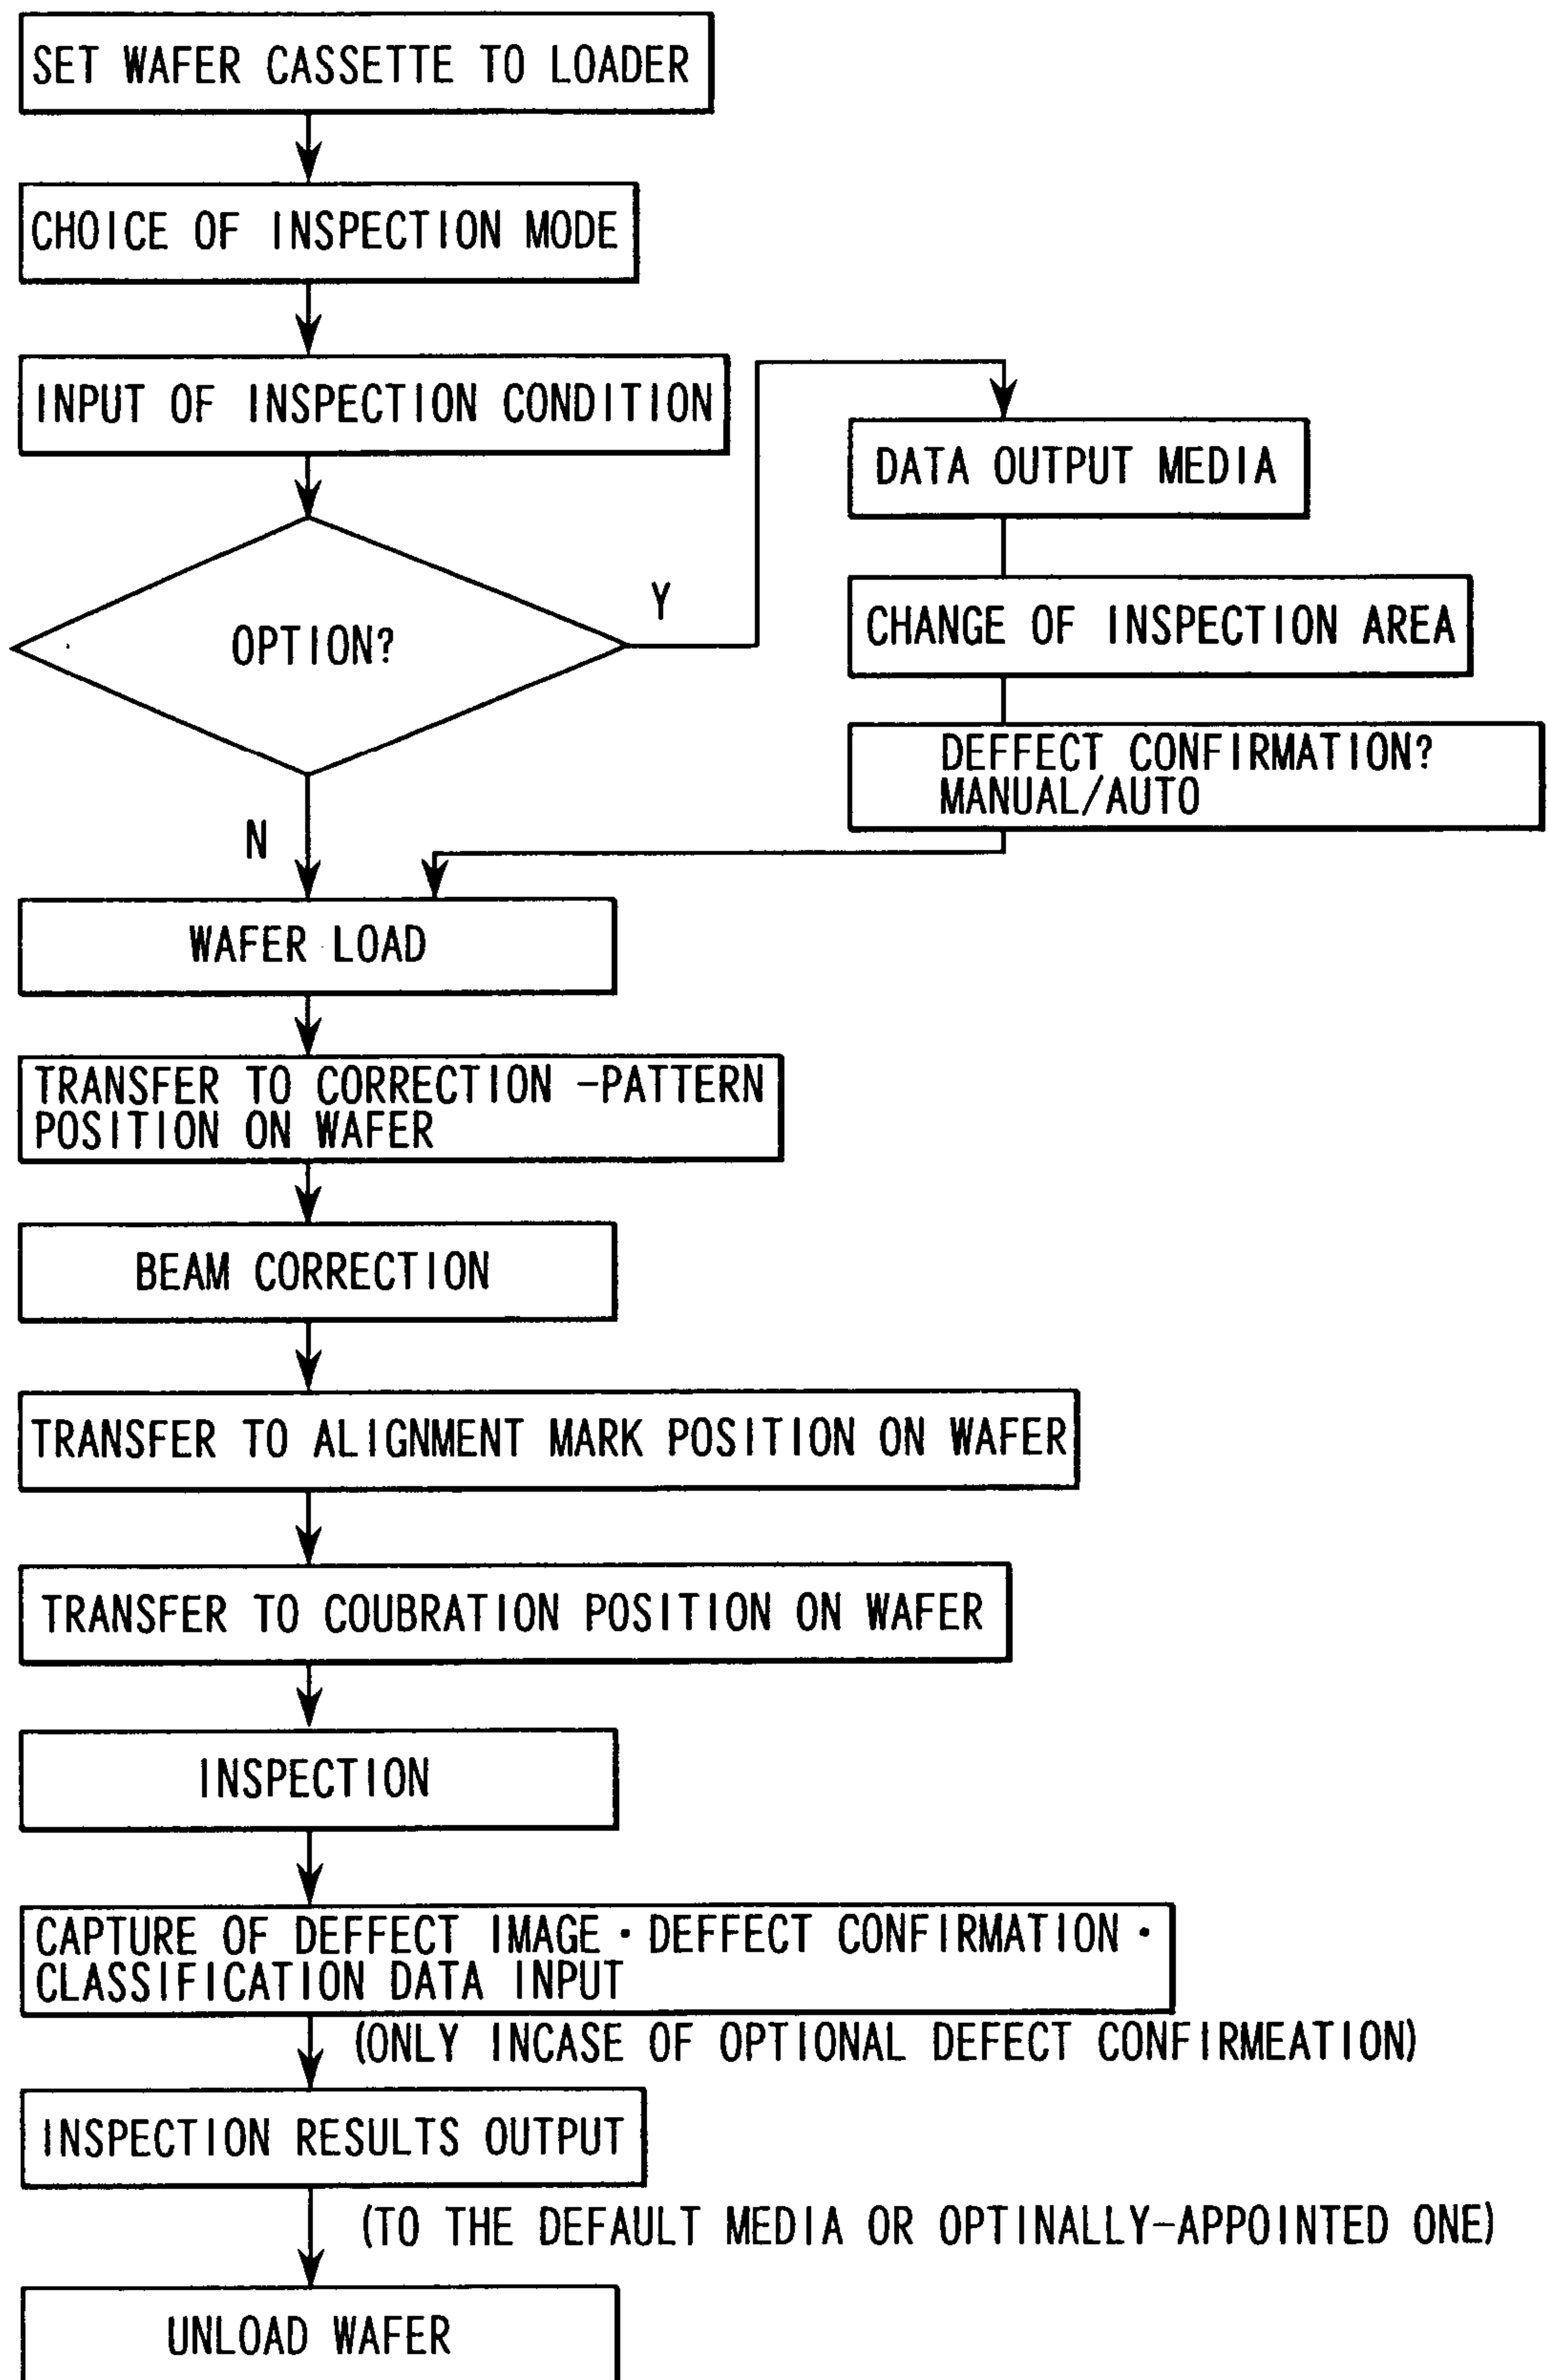 SET WAFER CASSETTE TO LOADER
CHOICE OF INSPECTION MODE
INPUT OF INSPECTION CONDITION
OPTION?
Y
DATA OUTPUT MEDIA
CHANGE OF INSPECTION AREA
DEFFECT CONFIRMATION?
MANUAL/AUTO
N
WAFER LOAD
TRANSFER TO CORRECTION -PATTERN
POSITION ON WAFER
BEAM CORRECTION
TRANSFER TO ALIGNMENT MARK POSITION ON WAFER
TRANSFER TO COUBRATION POSITION ON WAFER
INSPECTION
CAPTURE OF DEFFECT IMAGE・DEFFECT CONFIRMATION・
CLASSIFICATION DATA INPUT
(ONLY INCASE OF OPTIONAL DEFECT CONFIRMEATION)
INSPECTION RESULTS OUTPUT
(TO THE DEFAULT MEDIA OR OPTINALLY-APPOINTED ONE)
UNLOAD WAFER